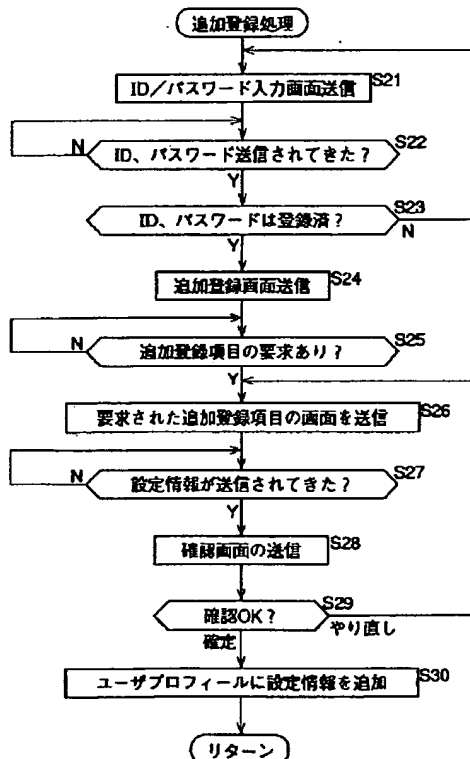 追加登録処理
S21
ID／パスワード入力画面送信
S22
N
ID、パスワード送信されてきた？
Y
S23
ID、パスワードは登録済？
N
Y
S24
追加登録画面送信
S25
N
追加登録項目の要求あり？
Y
S26
要求された追加登録項目の画面を送信
S27
N
設定情報が送信されてきた？
Y
S28
確認画面の送信
S29
確認OK？
やり直し
確定
S30
ユーザプロフィールに設定情報を追加
リターン